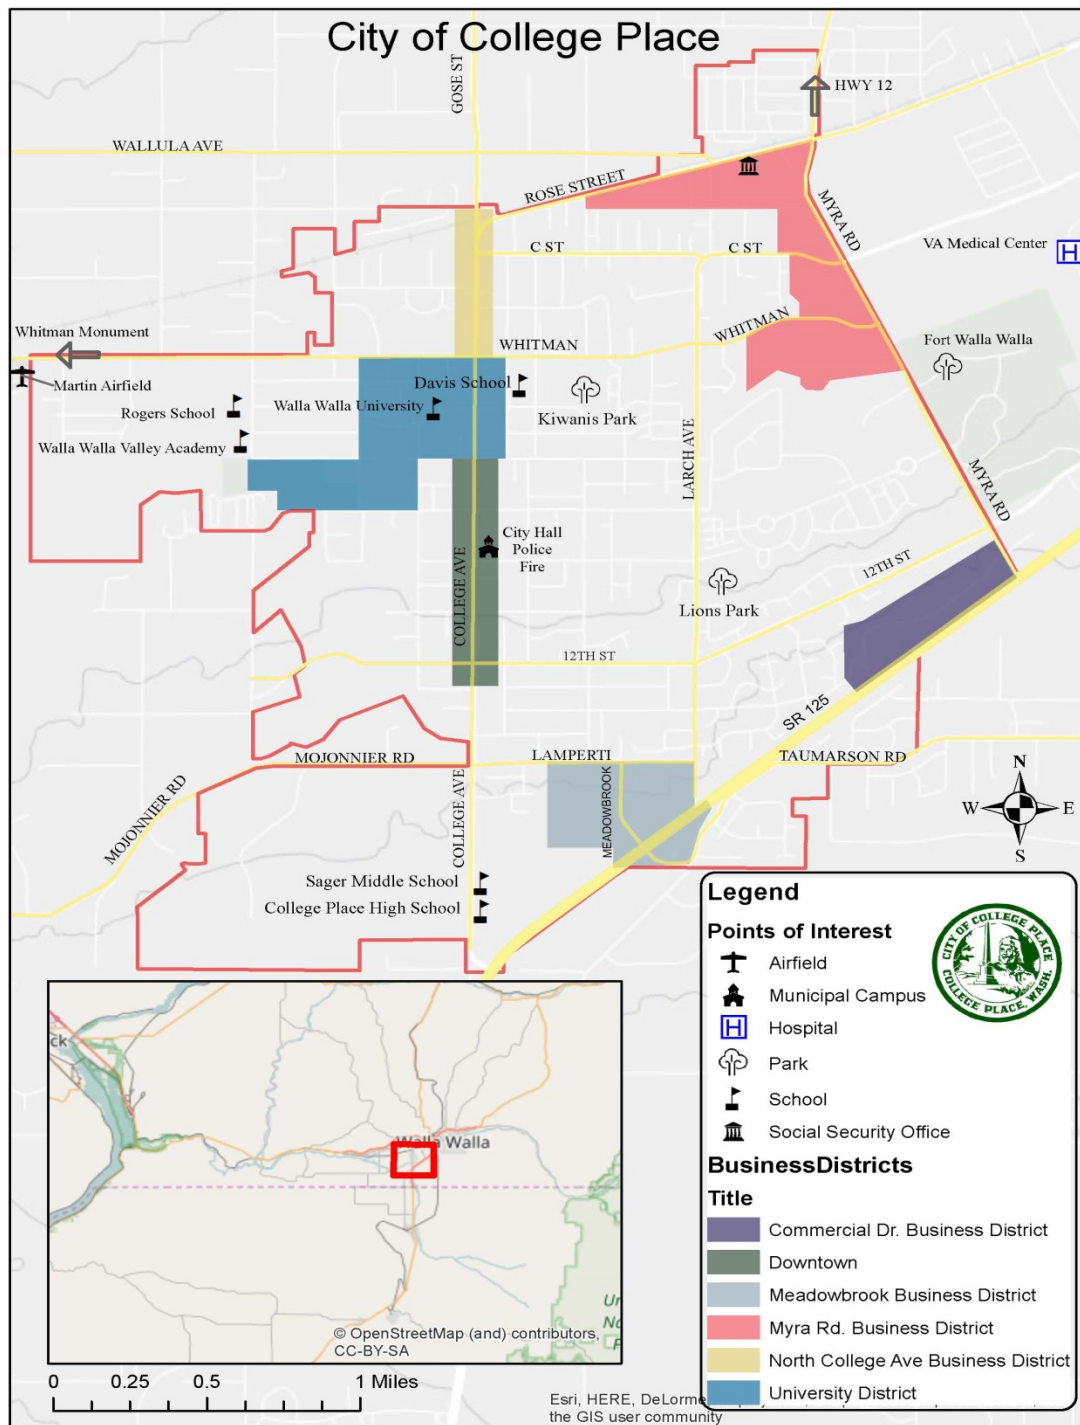 City of College Place
GOSE ST
HWY 12
WALLULA AVE
ROSE STREET
MYRA RD
C ST
C ST
VA Medical Center
H
Whitman Monument
WHITMAN
WHITMAN
Fort Walla Walla
Martin Airfield
Davis School
Rogers School
Walla Walla University
Kiwanis Park
Walla Walla Valley Academy
LARCH AVE
MYRA RD
City Hall
Police
Fire
COLLEGE AVE
12TH ST
Lions Park
12TH ST
SR 125
MOJONNIER RD
LAMPERTI
TAUMARSON RD
MOJONNIER RD
COLLEGE AVE
MEADOWBROOK
N
W
E
S
Sager Middle School
College Place High School
Legend
Points of Interest
Airfield
Municipal Campus
H
Hospital
Park
School
Social Security Office
CITY OF COLLEGE PLACE
COLLEGE PLACE, WASH.
BusinessDistricts
Title
Commercial Dr. Business District
Downtown
Meadowbrook Business District
Myra Rd. Business District
North College Ave Business District
University District
ck
Walla Walla
© OpenStreetMap (and) contributors,
CC-BY-SA
0 0.25 0.5 1 Miles
Esri, HERE, DeLorme
the GIS user community